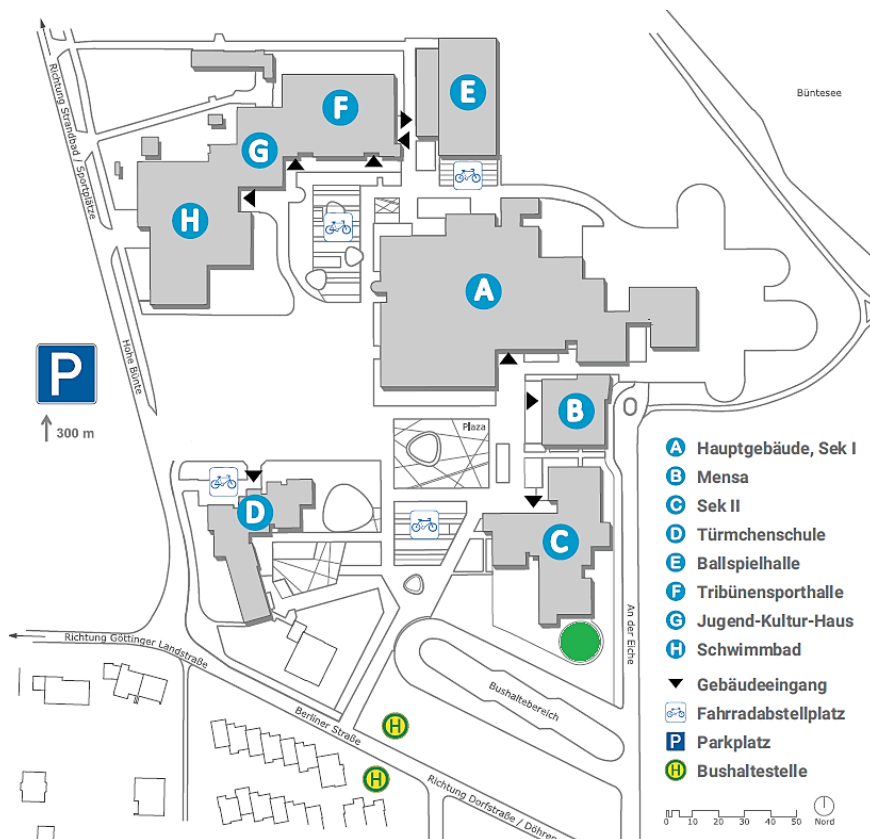 Büntesee
Richtung Strandbad / Sportplätze
E
F
G
H
A
Hohe Bünte
P
300 m
B
Plaza
D
C
A Hauptgebäude, Sek I
B Mensa
C Sek II
D Türmchenschule
E Ballspielhalle
F Tribünensporthalle
G Jugend-Kultur-Haus
H Schwimmbad
Gebäudeeingang
Fahrradabstellplatz
P Parkplatz
H Bushaltestelle
An der Eiche
Richtung Göttinger Landstraße
Bushaltebereich
Berliner Straße
H
H
Richtung Dorfstraße / Döhren
0 10 20 30 40 50
Nord